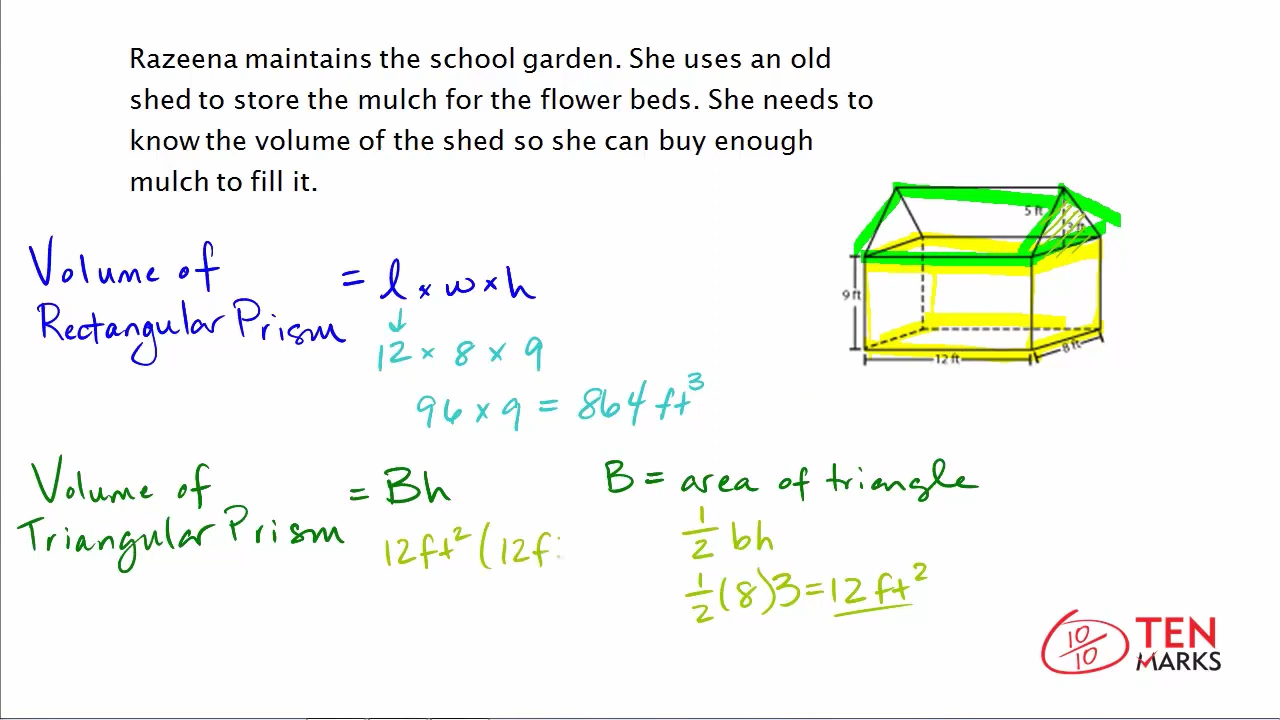 Razeena maintains the school garden. She uses an old
shed to store the mulch for the flower beds. She needs to
know the volume of the shed so she can buy enough
mulch to fill it.
5 ft
3 ft
9 ft
12 ft
8 ft
Volume of
Rectangular Prism
= l × w × h
12 × 8 × 9
96 × 9 = 864 ft³
Volume of
Triangular Prism
= Bh
12ft² (12f
B = area of triangle
1/2 bh
1/2 (8)3 = 12 ft²
10/10
TEN
MARKS